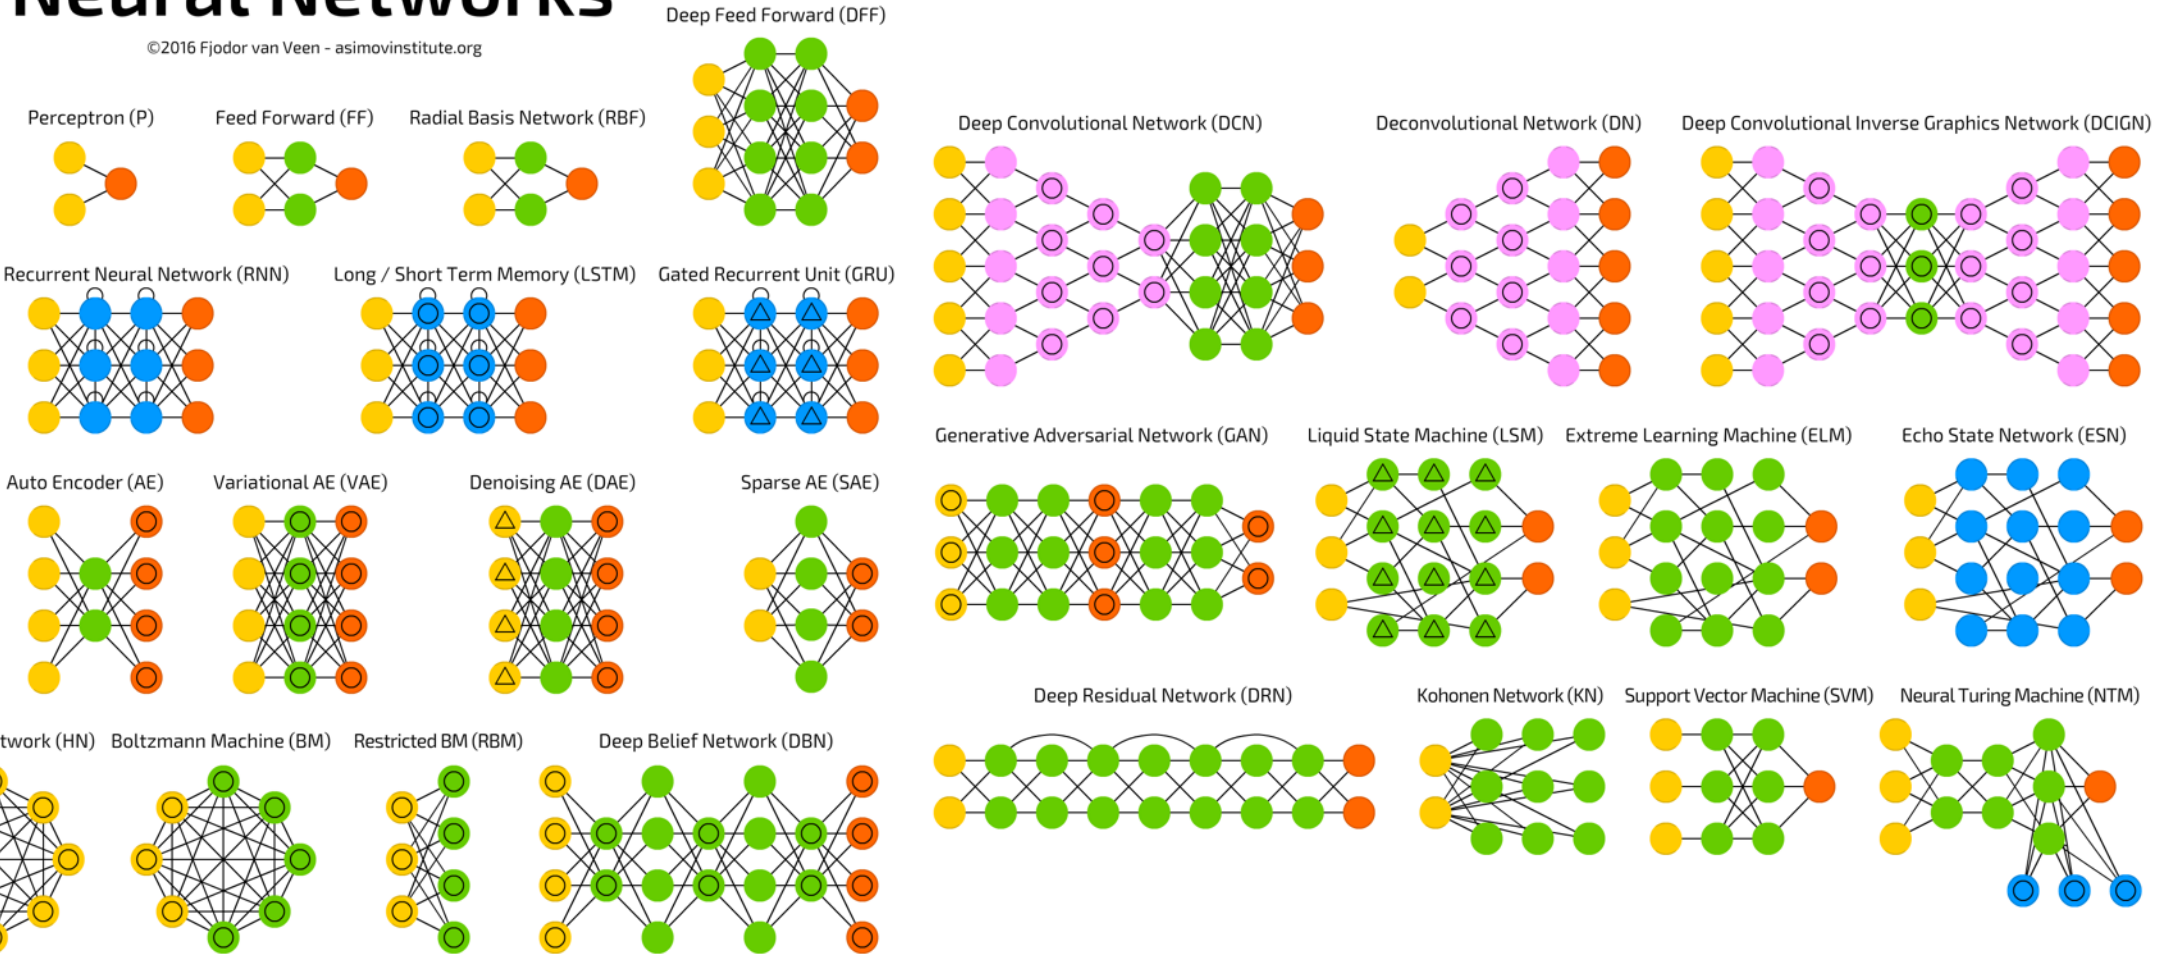 Neural Networks
©2016 Fjodor van Veen - asimovinstitute.org
Deep Feed Forward (DFF)
Perceptron (P)
Feed Forward (FF)
Radial Basis Network (RBF)
Deep Convolutional Network (DCN)
Deconvolutional Network (DN)
Deep Convolutional Inverse Graphics Network (DCIGN)
Recurrent Neural Network (RNN)
Long / Short Term Memory (LSTM)
Gated Recurrent Unit (GRU)
Generative Adversarial Network (GAN)
Liquid State Machine (LSM)
Extreme Learning Machine (ELM)
Echo State Network (ESN)
Auto Encoder (AE)
Variational AE (VAE)
Denoising AE (DAE)
Sparse AE (SAE)
Deep Residual Network (DRN)
Kohonen Network (KN)
Support Vector Machine (SVM)
Neural Turing Machine (NTM)
twork (HN)
Boltzmann Machine (BM)
Restricted BM (RBM)
Deep Belief Network (DBN)